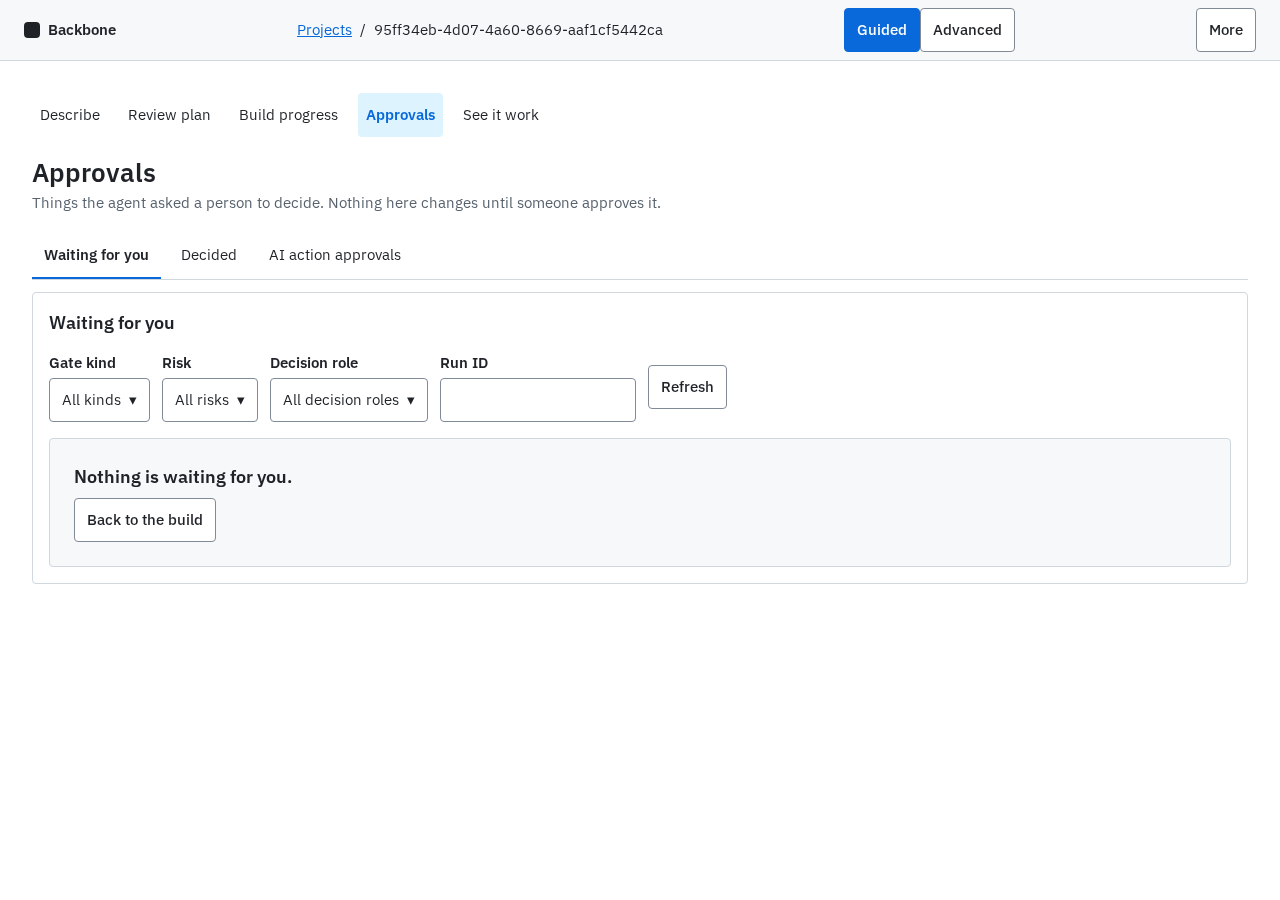 Backbone
Projects / 95ff34eb-4d07-4a60-8669-aaf1cf5442ca
Guided Advanced
More
Describe Review plan Build progress Approvals See it work
Approvals
Things the agent asked a person to decide. Nothing here changes until someone approves it.
Waiting for you Decided AI action approvals
Waiting for you
Gate kind Risk Decision role Run ID
All kinds ▾ All risks ▾ All decision roles ▾ Refresh
Nothing is waiting for you.
Back to the build